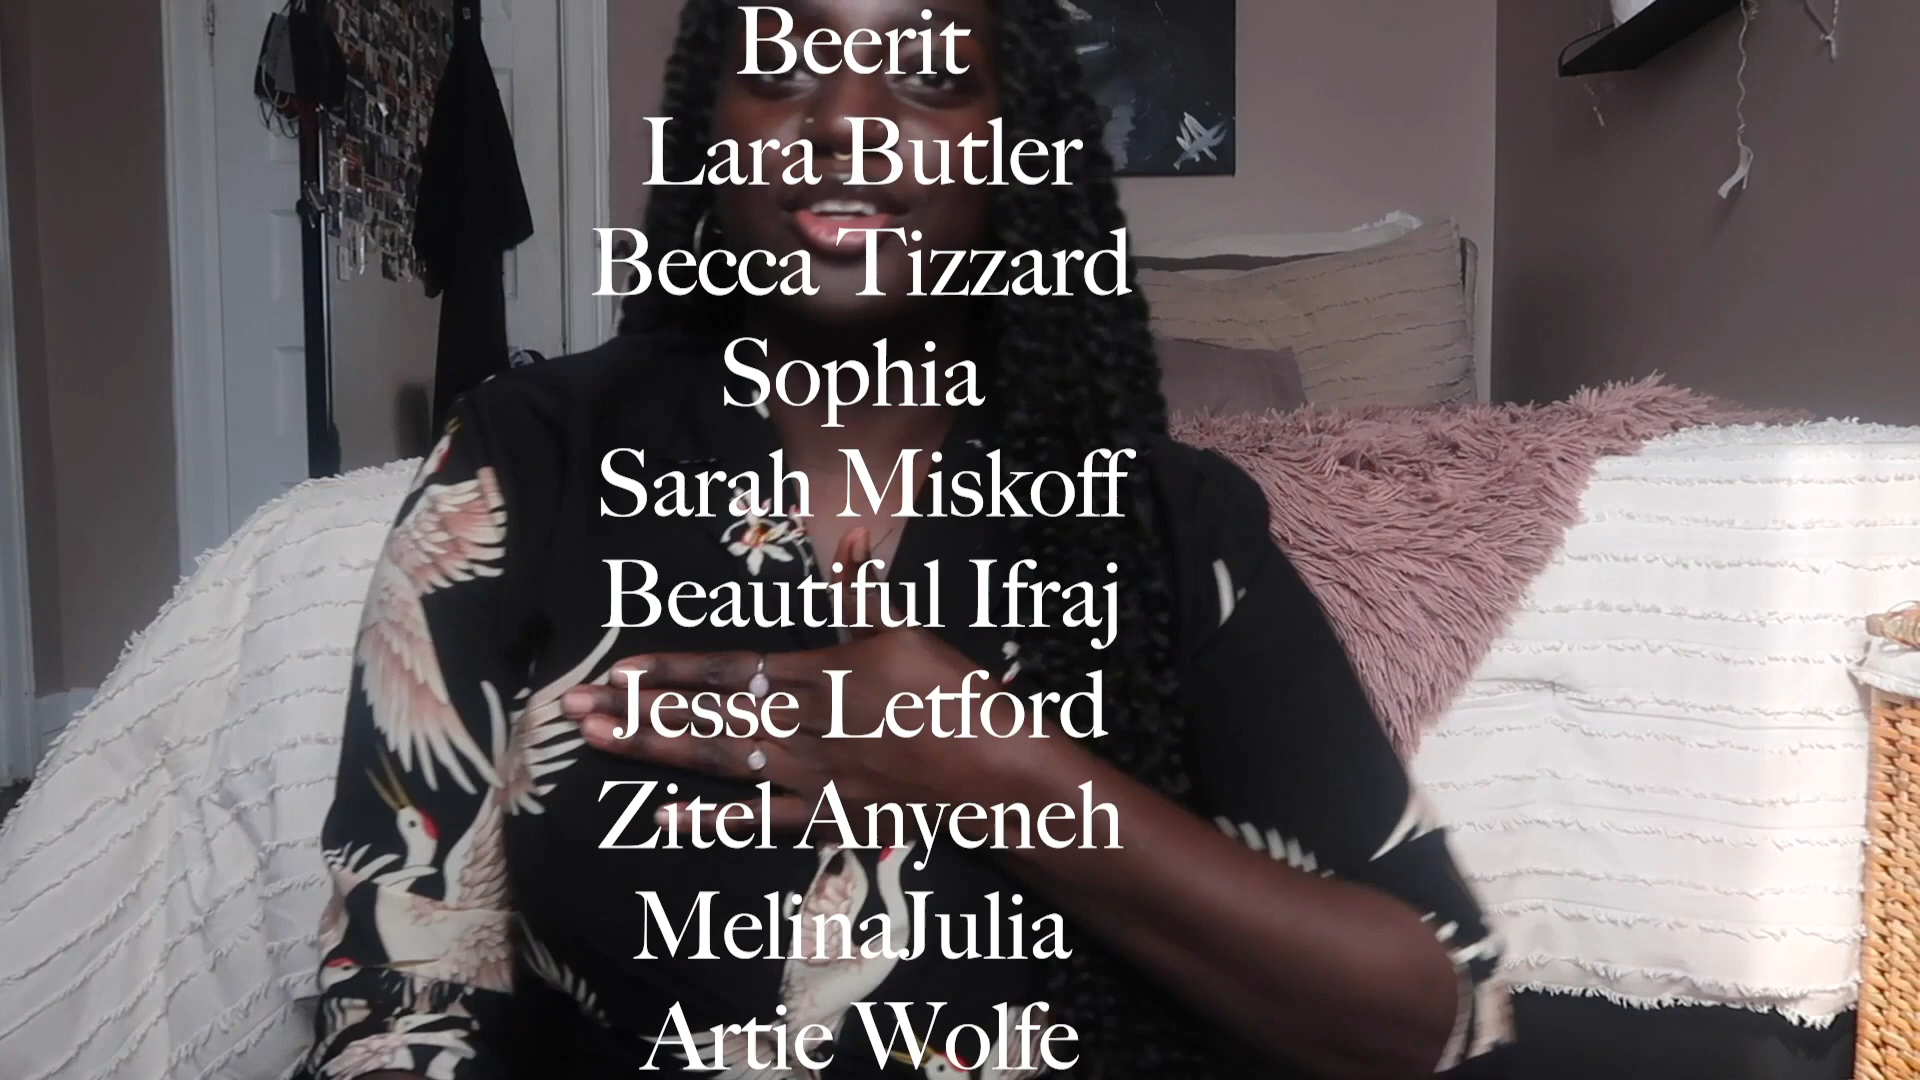 Beerit
Lara Butler
Becca Tizzard
Sophia
Sarah Miskoff
Beautiful Ifraj
Jesse Letford
Zitel Anyeneh
MelinaJulia
Artie Wolfe